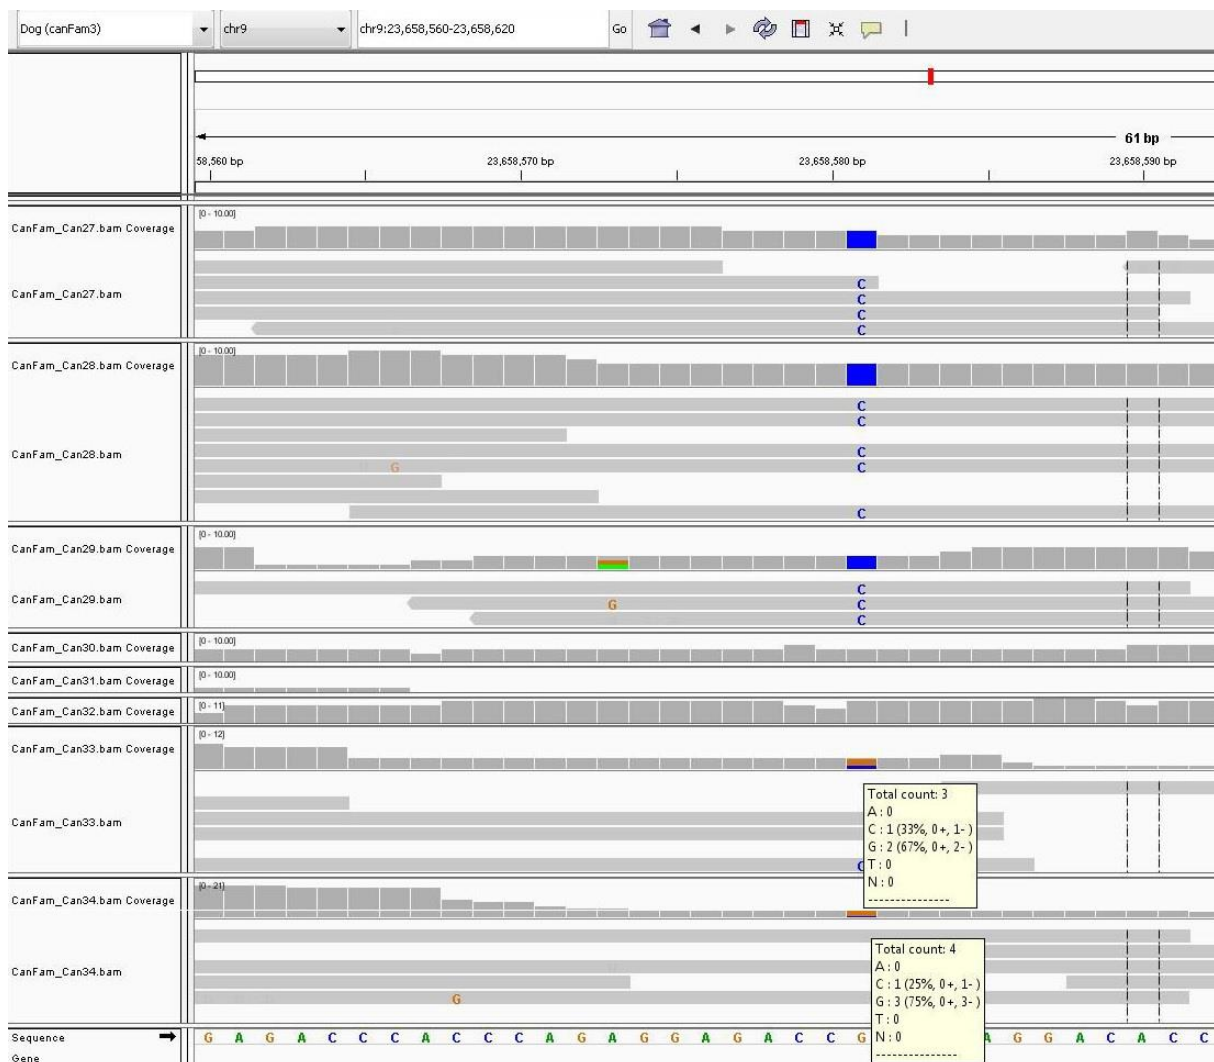 Dog (canFam3) chr9 chr9:23,658,560-23,658,620 Go
61 bp
58,560 bp 23,658,570 bp 23,658,580 bp 23,658,590 bp
[0 - 10.00]
CanFam_Can27.bam Coverage
C
CanFam_Can27.bam C
C
C
[0 - 10.00]
CanFam_Can28.bam Coverage
C
C
CanFam_Can28.bam C
G C
C
[0 - 10.00]
CanFam_Can29.bam Coverage
C
CanFam_Can29.bam G C
C
[0 - 10.00]
CanFam_Can30.bam Coverage
[0 - 10.00]
CanFam_Can31.bam Coverage
[0 - 11]
CanFam_Can32.bam Coverage
[0 - 12]
CanFam_Can33.bam Coverage
Total count: 3
A : 0
CanFam_Can33.bam C : 1 (33%, 0+, 1- )
G : 2 (67%, 0+, 2- )
C T : 0
N : 0
---------------
[0 - 21]
CanFam_Can34.bam Coverage
Total count: 4
A : 0
CanFam_Can34.bam C : 1 (25%, 0+, 1- )
G G : 3 (75%, 0+, 3- )
T : 0
N : 0
---------------
Sequence G A G A C C C A C C C A G A G G A G A C C G A G G A C A C C
Gene